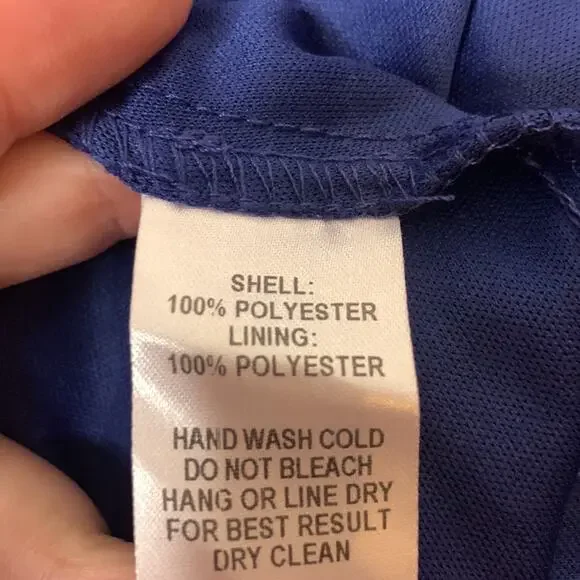 SHELL:
100% POLYESTER
LINING:
100% POLYESTER
HAND WASH COLD
DO NOT BLEACH
HANG OR LINE DRY
FOR BEST RESULT
DRY CLEAN